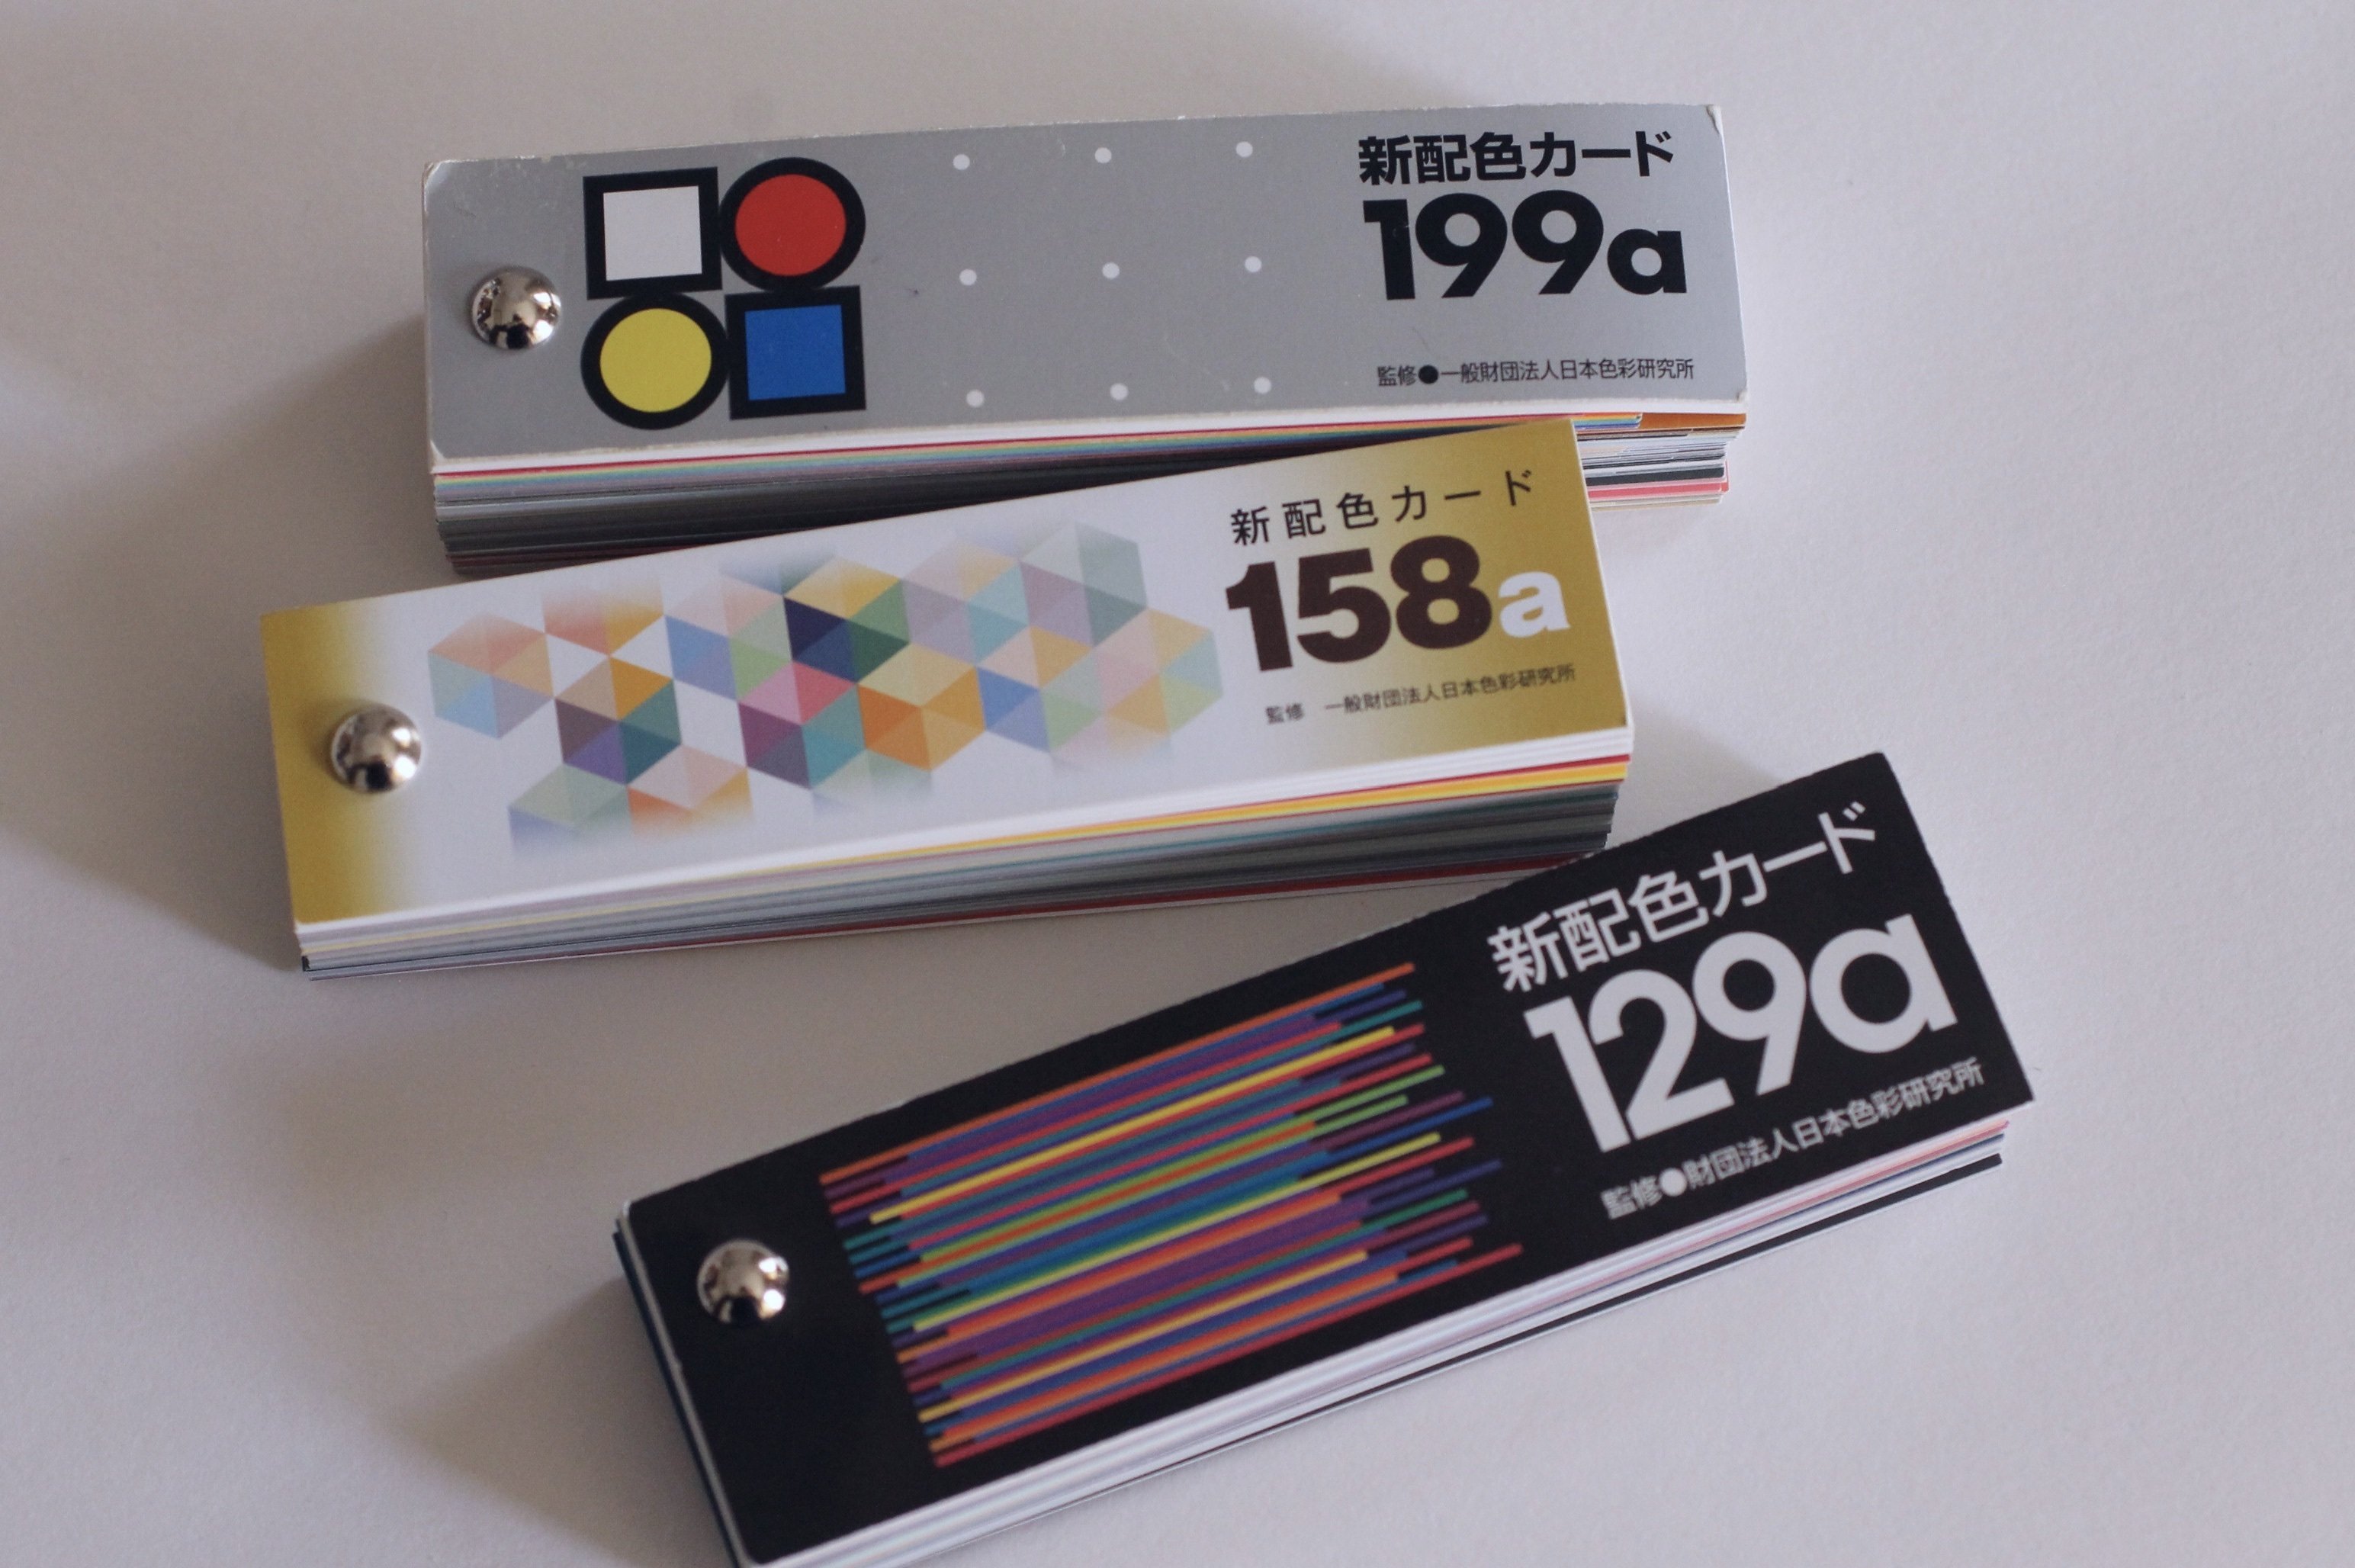 新配色カード
199a
監修●一般財団法人日本色彩研究所
新配色カード
158a
監修 一般財団法人日本色彩研究所
新配色カード
129a
監修●財団法人日本色彩研究所